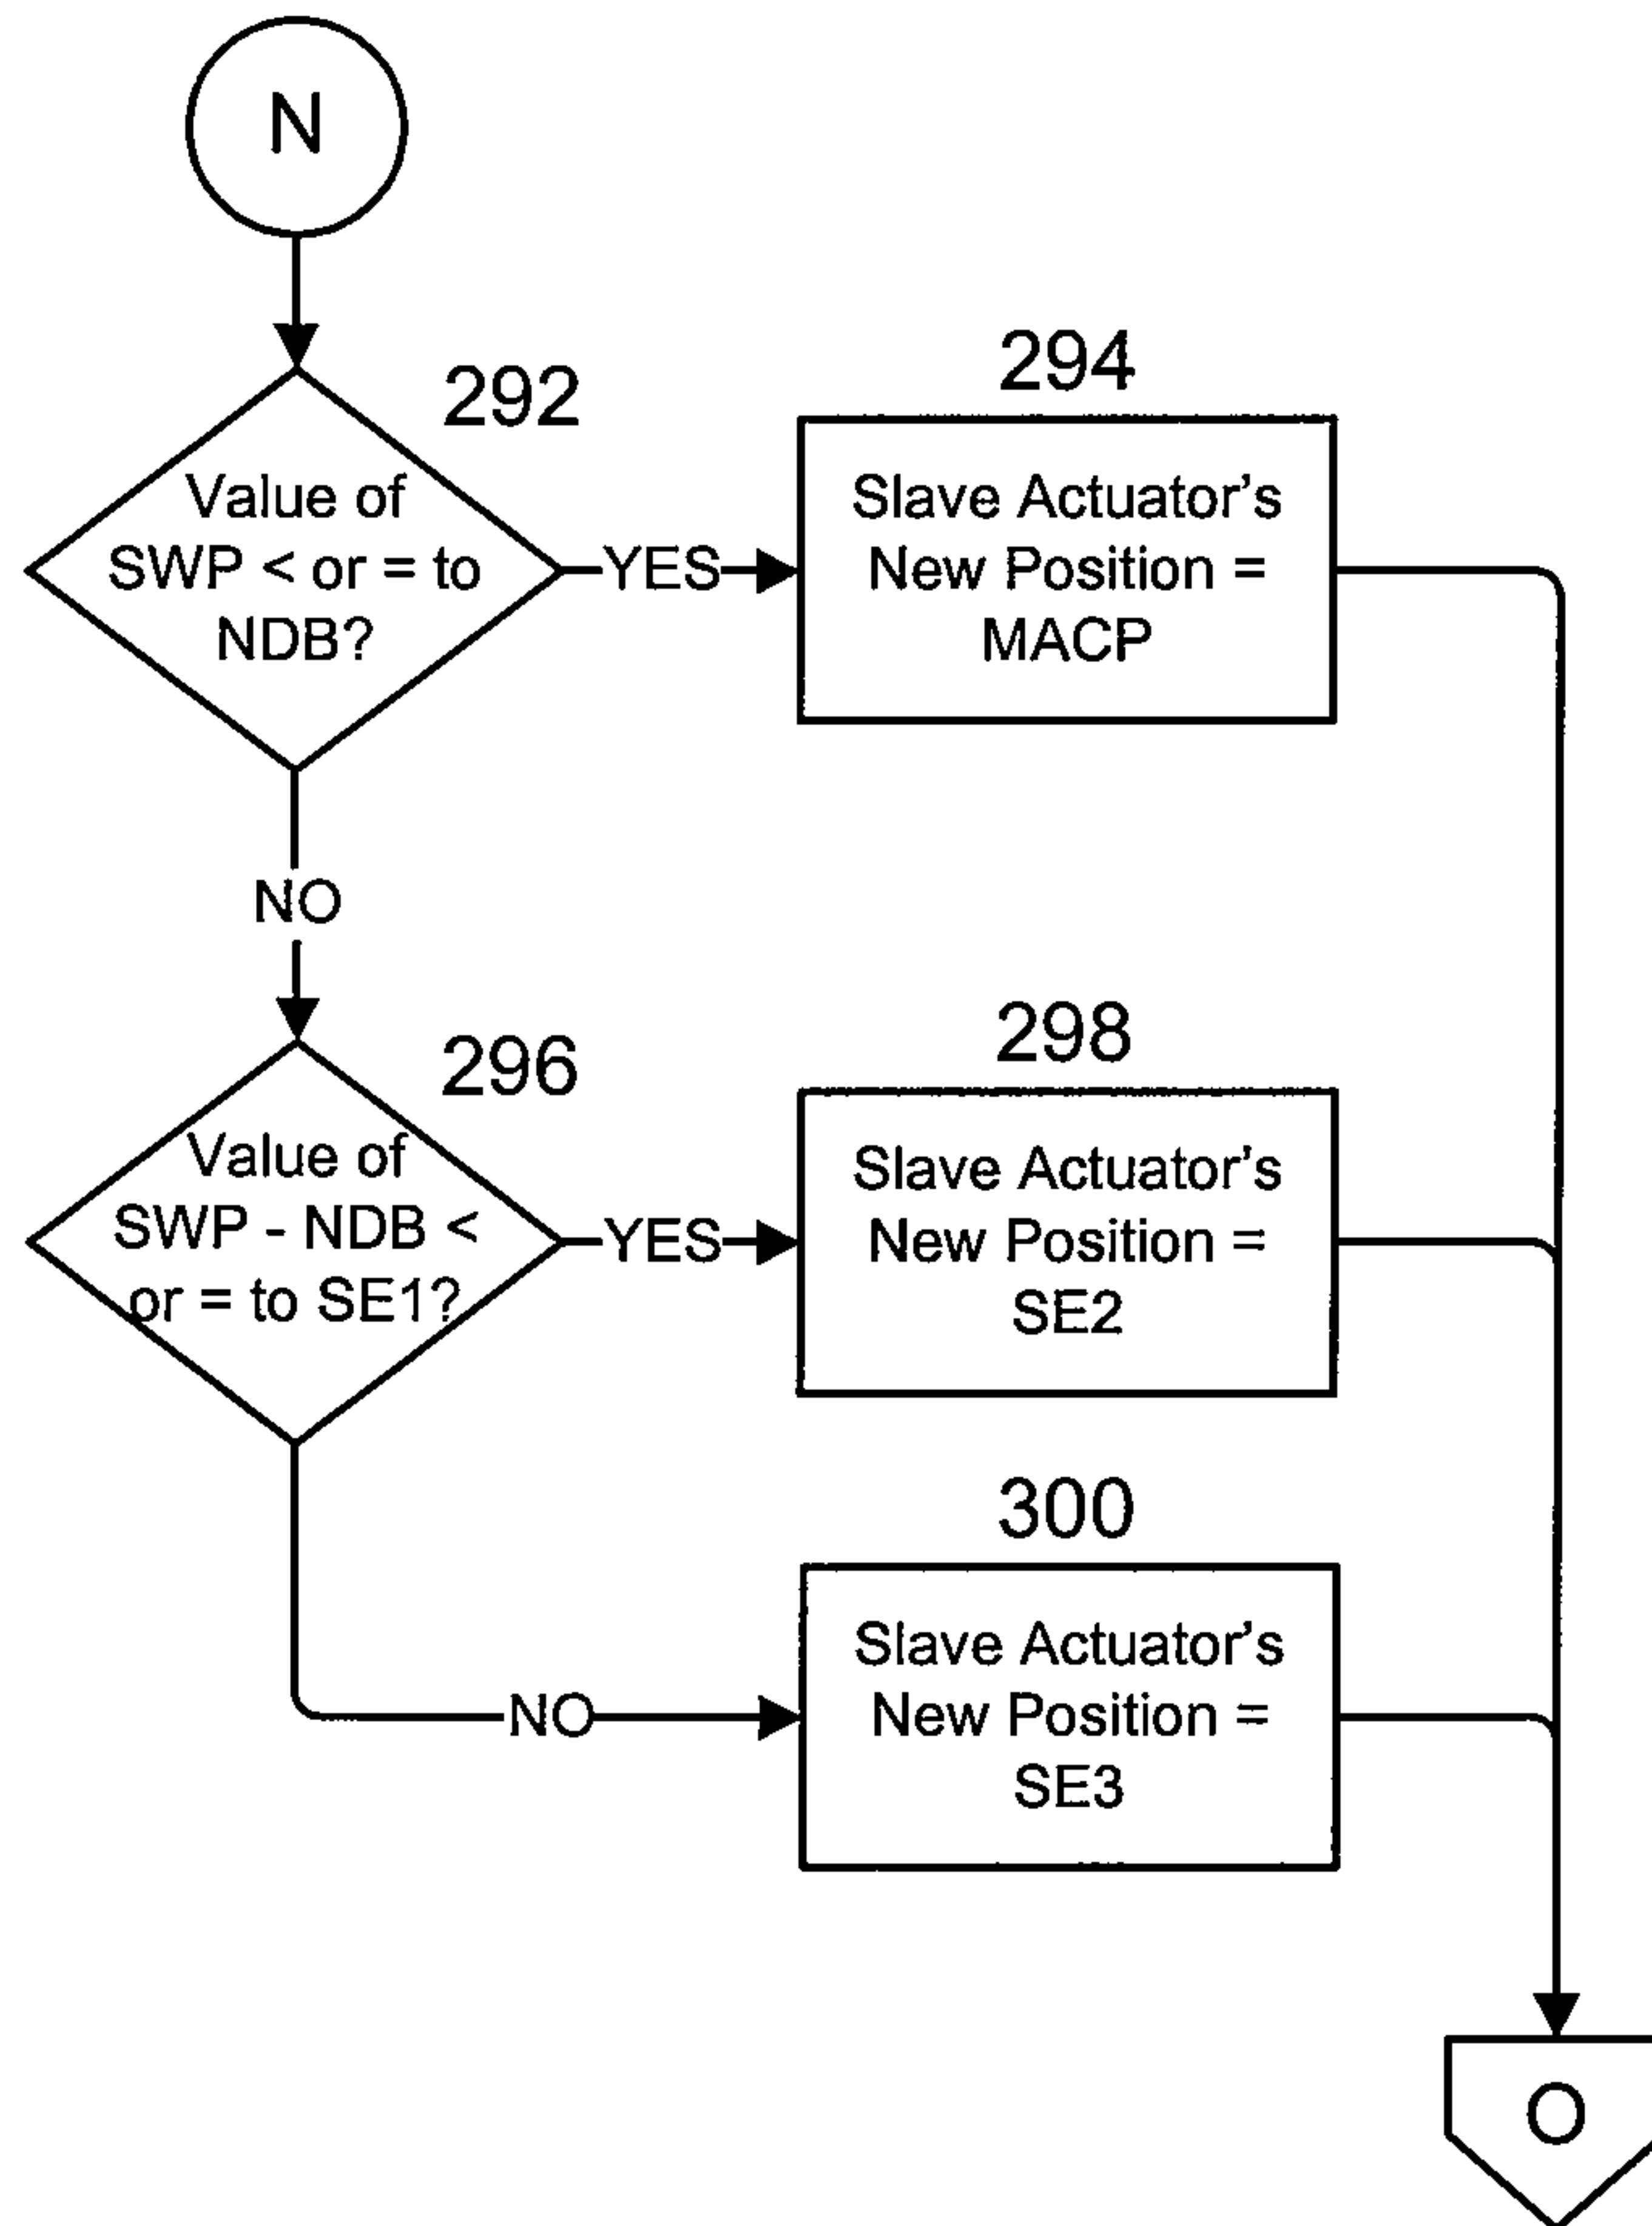 N
292
Value of
SWP < or = to
NDB?
YES
294
Slave Actuator's
New Position =
MACP
NO
296
Value of
SWP - NDB <
or = to SE1?
YES
298
Slave Actuator's
New Position =
SE2
NO
300
Slave Actuator's
New Position =
SE3
O